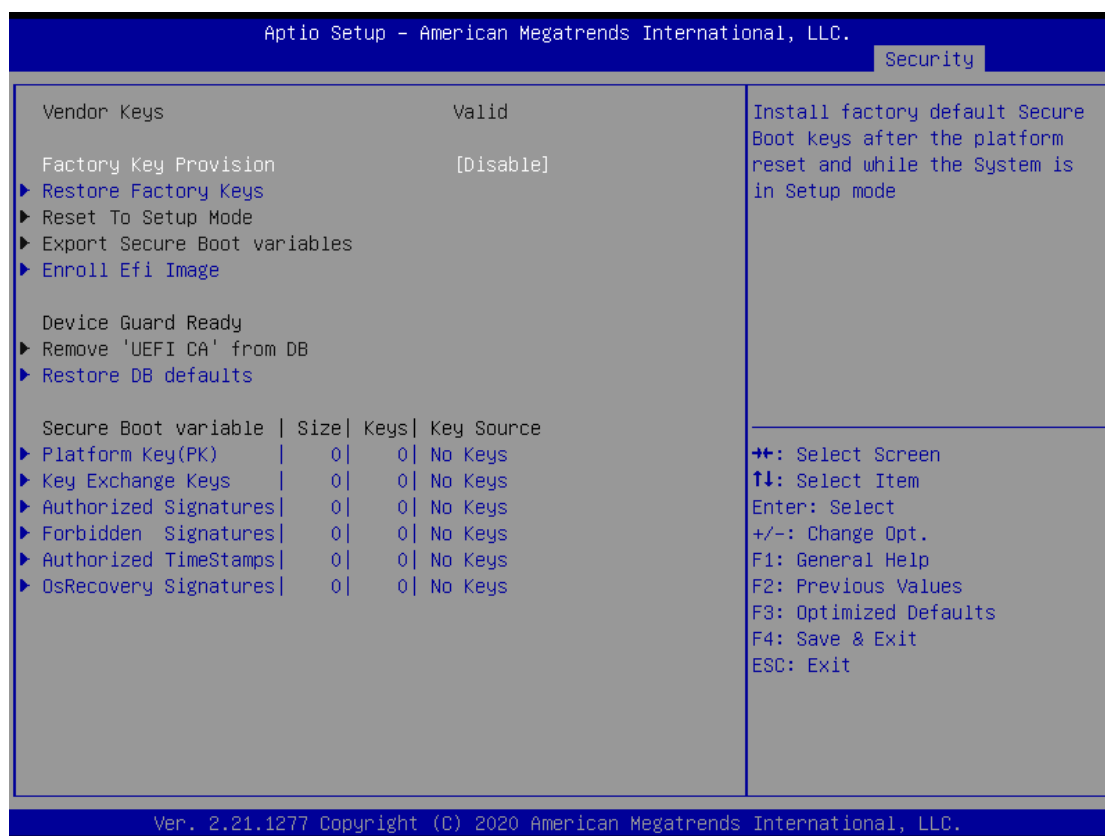 Aptio Setup – American Megatrends International, LLC.
Security
Vendor Keys Valid
Factory Key Provision [Disable]
▶ Restore Factory Keys
▶ Reset To Setup Mode
▶ Export Secure Boot variables
▶ Enroll Efi Image
Device Guard Ready
▶ Remove 'UEFI CA' from DB
▶ Restore DB defaults
Secure Boot variable | Size| Keys| Key Source
▶ Platform Key(PK) | 0| 0| No Keys
▶ Key Exchange Keys | 0| 0| No Keys
▶ Authorized Signatures| 0| 0| No Keys
▶ Forbidden Signatures| 0| 0| No Keys
▶ Authorized TimeStamps| 0| 0| No Keys
▶ OsRecovery Signatures| 0| 0| No Keys
Install factory default Secure
Boot keys after the platform
reset and while the System is
in Setup mode
→←: Select Screen
↑↓: Select Item
Enter: Select
+/-: Change Opt.
F1: General Help
F2: Previous Values
F3: Optimized Defaults
F4: Save & Exit
ESC: Exit
Ver. 2.21.1277 Copyright (C) 2020 American Megatrends International, LLC.